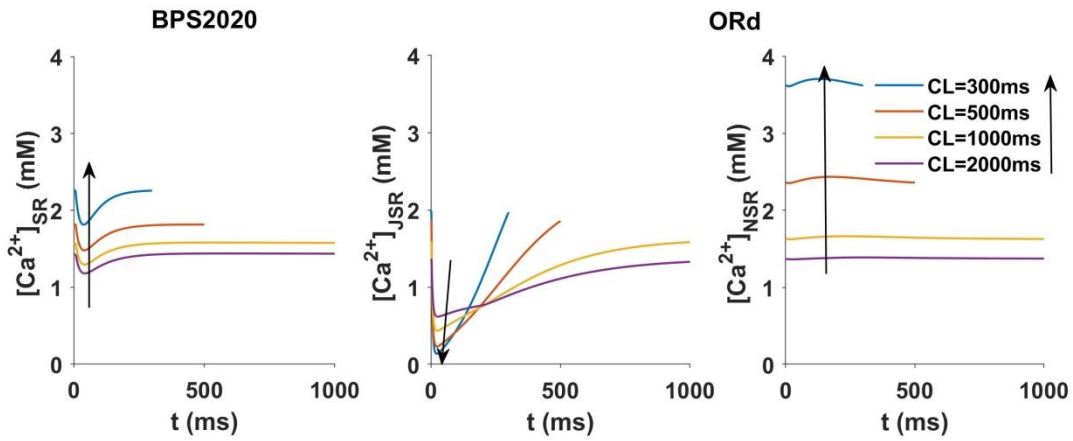 BPS2020
ORd
[Ca²⁺]SR (mM)
4
3
2
1
0
0 500 1000
t (ms)
[Ca²⁺]JSR (mM)
4
3
2
1
0
0 500 1000
t (ms)
[Ca²⁺]NSR (mM)
4
3
2
1
0
0 500 1000
t (ms)
CL=300ms
CL=500ms
CL=1000ms
CL=2000ms